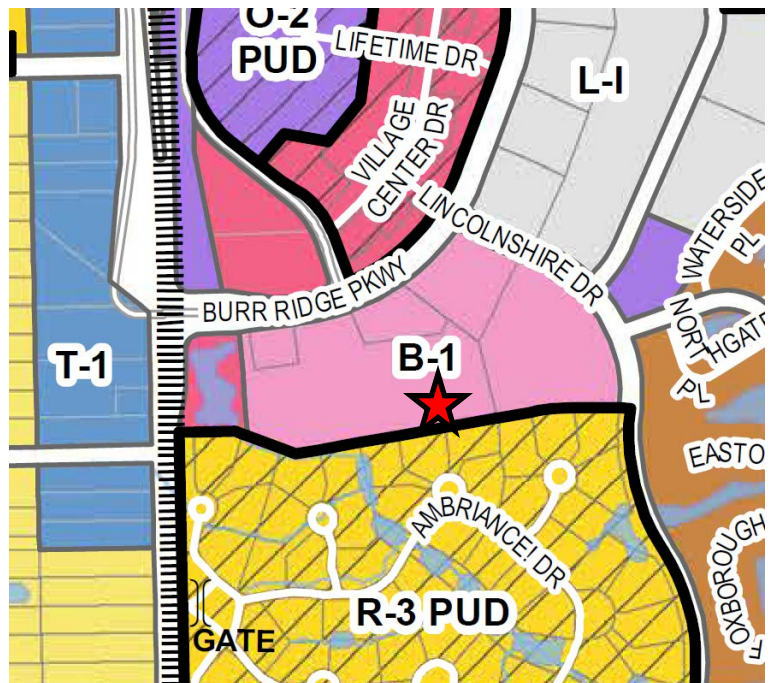 O-2
PUD
LIFETIME DR
L-I
VILLAGE
CENTER DR
LINCOLNSHIRE DR
WATERSIDE
PL
BURR RIDGE PKWY
NORT
HGATE
PL
T-1
B-1
EASTO
AMBRIANCE! DR
OXBOROUGH
R-3 PUD
GATE